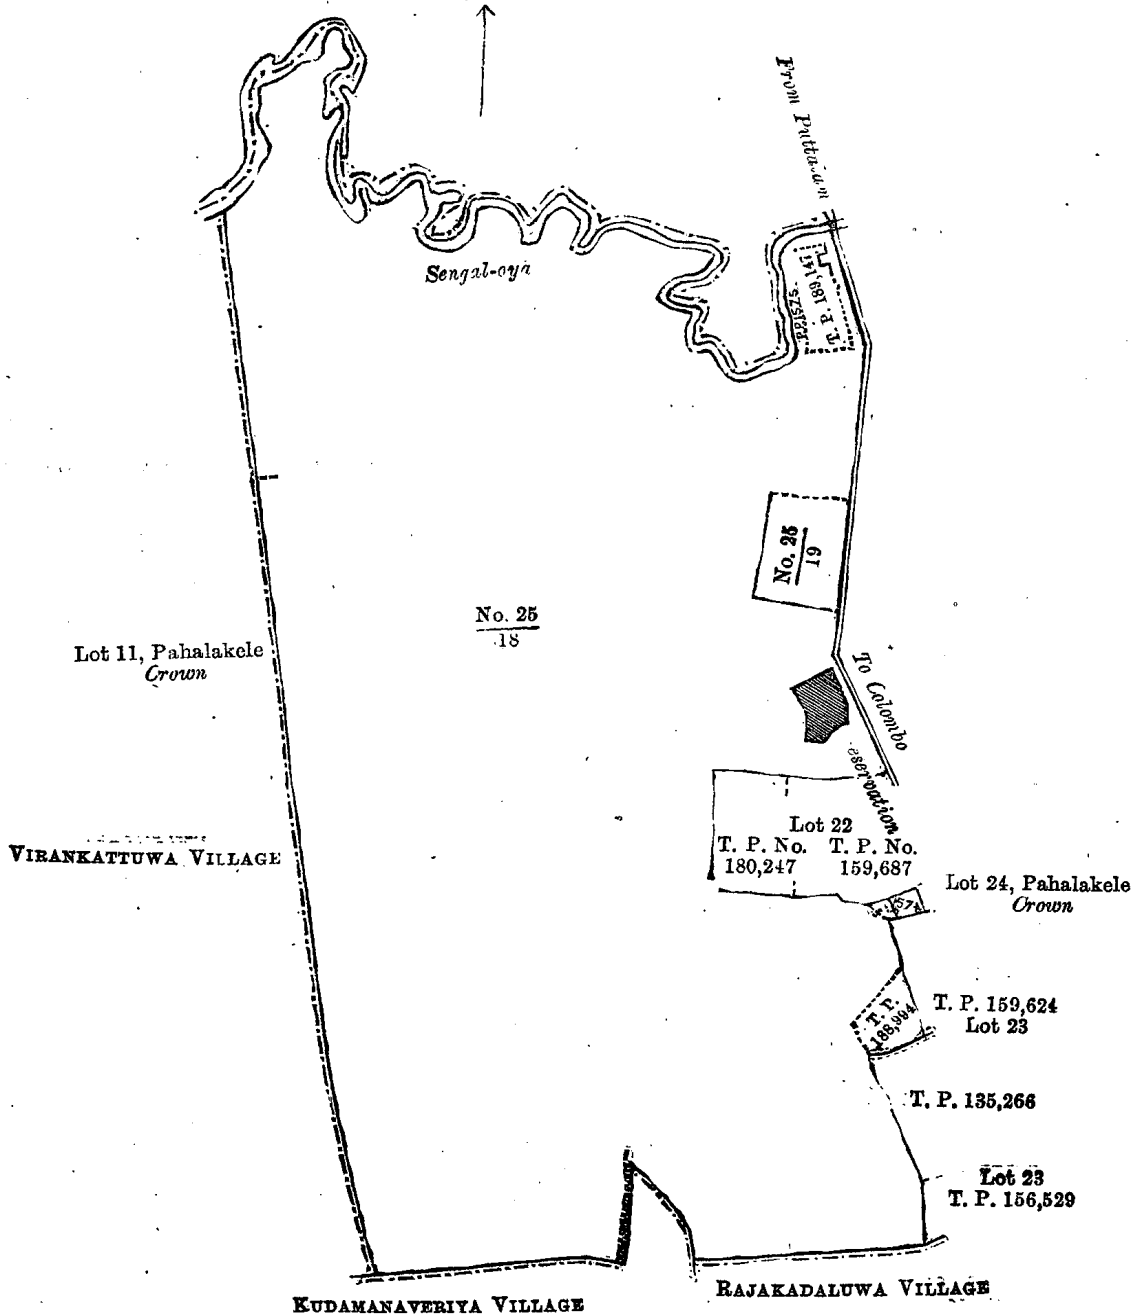 From Puttalam
Sengal-oya
T. P. 189,147
No. 25
19
No. 25
18
Lot 11, Pahalakele
Crown
To Colombo
eservation
Lot 22
T. P. No. T. P. No.
180,247 159,687
VIRANKATTUWA VILLAGE
Lot 24, Pahalakele
Crown
T. P. 159,624
Lot 23
T. P.
188,994
T. P. 135,266
Lot 23
T. P. 156,529
RAJAKADALUWA VILLAGE
KUDAMANAVERIYA VILLAGE